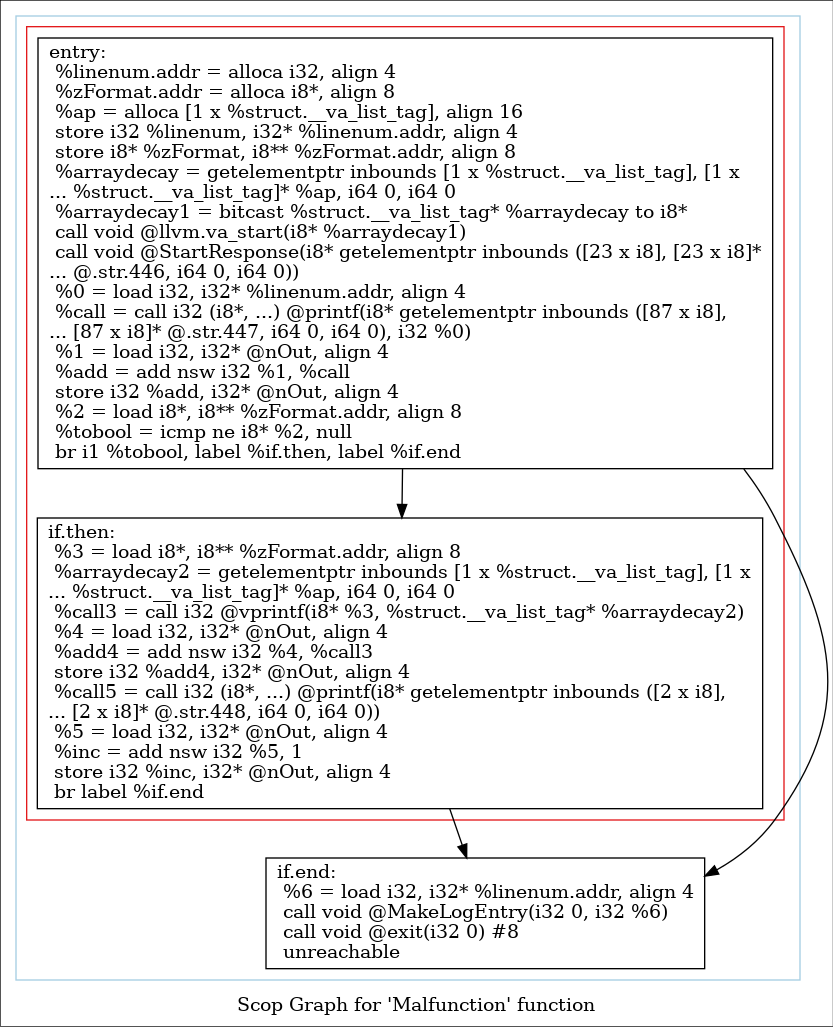 entry:
%linenum.addr = alloca i32, align 4
%zFormat.addr = alloca i8*, align 8
%ap = alloca [1 x %struct.__va_list_tag], align 16
store i32 %linenum, i32* %linenum.addr, align 4
store i8* %zFormat, i8** %zFormat.addr, align 8
%arraydecay = getelementptr inbounds [1 x %struct.__va_list_tag], [1 x
... %struct.__va_list_tag]* %ap, i64 0, i64 0
%arraydecay1 = bitcast %struct.__va_list_tag* %arraydecay to i8*
call void @llvm.va_start(i8* %arraydecay1)
call void @StartResponse(i8* getelementptr inbounds ([23 x i8], [23 x i8]*
... @.str.446, i64 0, i64 0))
%0 = load i32, i32* %linenum.addr, align 4
%call = call i32 (i8*, ...) @printf(i8* getelementptr inbounds ([87 x i8],
... [87 x i8]* @.str.447, i64 0, i64 0), i32 %0)
%1 = load i32, i32* @nOut, align 4
%add = add nsw i32 %1, %call
store i32 %add, i32* @nOut, align 4
%2 = load i8*, i8** %zFormat.addr, align 8
%tobool = icmp ne i8* %2, null
br i1 %tobool, label %if.then, label %if.end
if.then:
%3 = load i8*, i8** %zFormat.addr, align 8
%arraydecay2 = getelementptr inbounds [1 x %struct.__va_list_tag], [1 x
... %struct.__va_list_tag]* %ap, i64 0, i64 0
%call3 = call i32 @vprintf(i8* %3, %struct.__va_list_tag* %arraydecay2)
%4 = load i32, i32* @nOut, align 4
%add4 = add nsw i32 %4, %call3
store i32 %add4, i32* @nOut, align 4
%call5 = call i32 (i8*, ...) @printf(i8* getelementptr inbounds ([2 x i8],
... [2 x i8]* @.str.448, i64 0, i64 0))
%5 = load i32, i32* @nOut, align 4
%inc = add nsw i32 %5, 1
store i32 %inc, i32* @nOut, align 4
br label %if.end
if.end:
%6 = load i32, i32* %linenum.addr, align 4
call void @MakeLogEntry(i32 0, i32 %6)
call void @exit(i32 0) #8
unreachable
Scop Graph for 'Malfunction' function